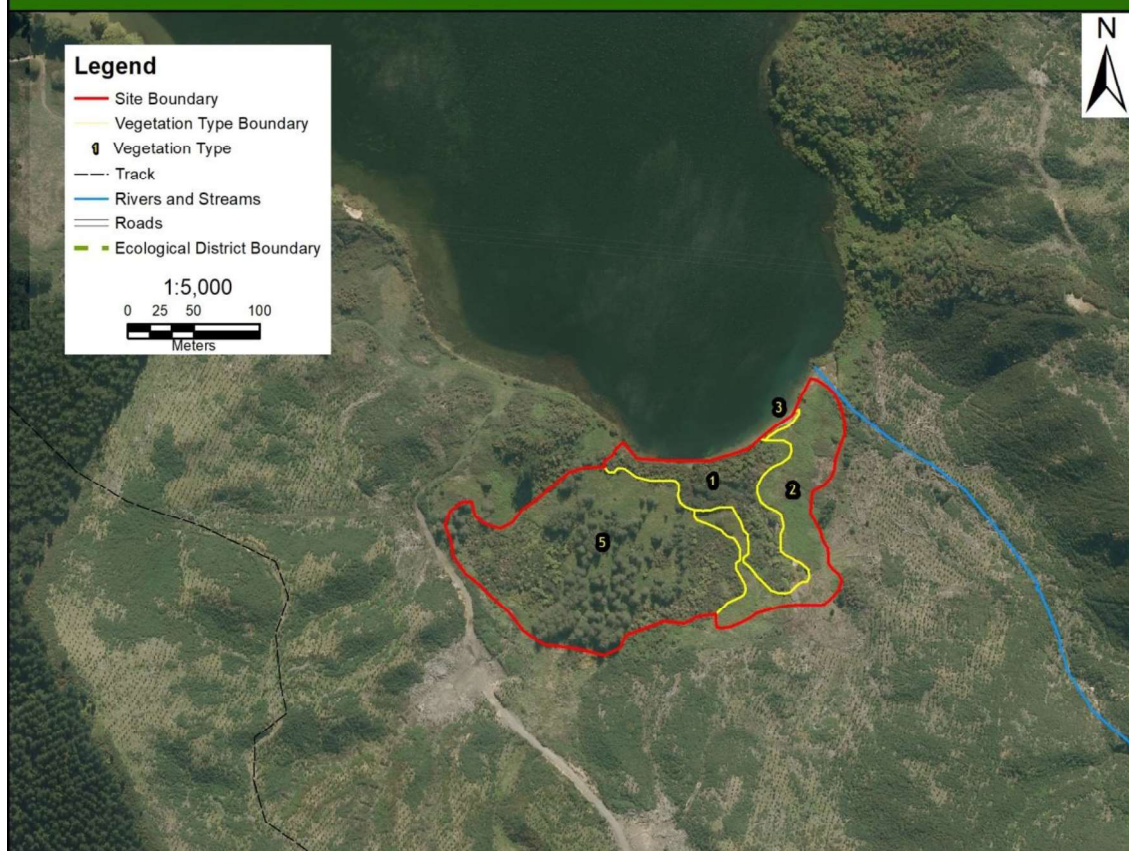 Legend
Site Boundary
Vegetation Type Boundary
1 Vegetation Type
Track
Rivers and Streams
Roads
Ecological District Boundary
1:5,000
0 25 50 100
Meters
N
3
1
2
5